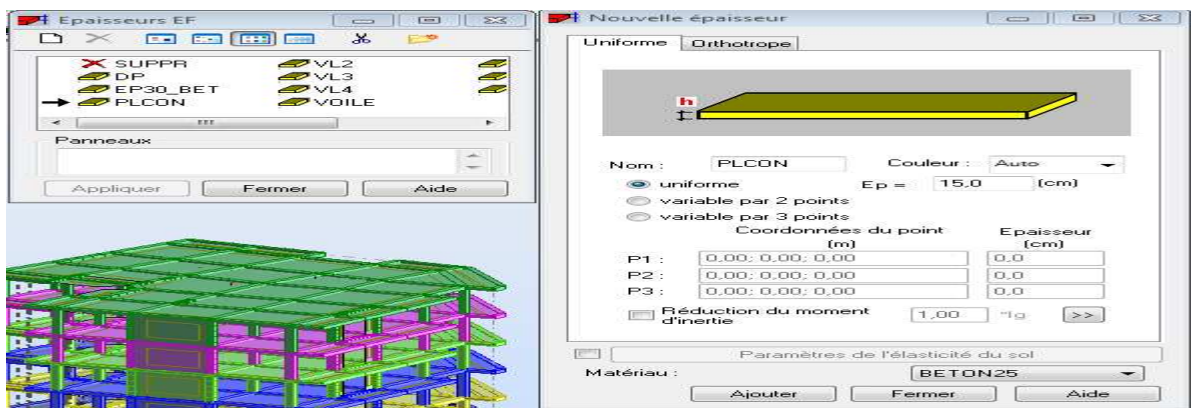 Epaisseurs EF
SUPPR
DP
EP30_BET
PLCON
VL2
VL3
VL4
VOILE
Panneaux
Appliquer
Fermer
Aide
Nouvelle épaisseur
Uniforme
Orthotrope
h
Nom : PLCON Couleur : Auto
uniforme Ep = 15,0 (cm)
variable par 2 points
variable par 3 points
Coordonnées du point Epaisseur
(m) (cm)
P1 : 0,00; 0,00; 0,00 0,0
P2 : 0,00; 0,00; 0,00 0,0
P3 : 0,00; 0,00; 0,00 0,0
Réduction du moment
d'inertie 1,00 *Ig >>
Paramètres de l'élasticité du sol
Matériau : BETON25
Ajouter Fermer Aide